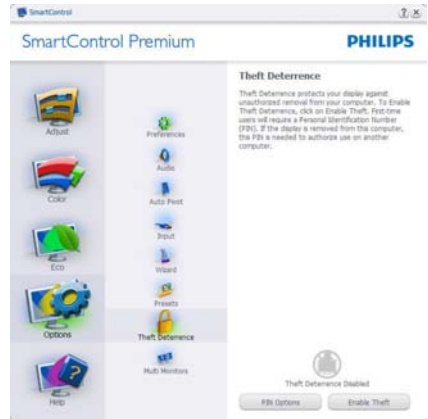 SmartControl
SmartControl Premium
PHILIPS
Adjust
Color
Eco
Options
Help
Preferences
Audio
Auto Pivot
Input
Wizard
Presets
Theft Deterrence
Multi Monitors
Theft Deterrence
Theft Deterrence protects your display against
unauthorized removal from your computer. To Enable
Theft Deterrence, click on Enable Theft. First-time
users will require a Personal Identification Number
(PIN). If the display is removed from this computer,
the PIN is needed to authorize use on another
computer.
Theft Deterrence Disabled
PIN Options
Enable Theft